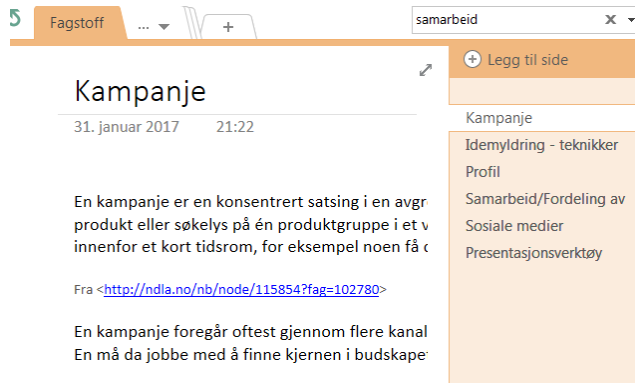 Fagstoff ... +
samarbeid x
Legg til side
Kampanje
31. januar 2017 21:22
En kampanje er en konsentrert satsing i en
produkt eller søkelys på én produktgruppe i et
innenfor et kort tidsrom, for eksempel noen få
Fra <http://ndla.no/nb/node/115854?fag=102780>
En kampanje foregår oftest gjennom flere
En må da jobbe med å finne kjernen i
Kampanje
Idemyldring - teknikker
Profil
Samarbeid/Fordeling av
Sosiale medier
Presentasjonsverktøy